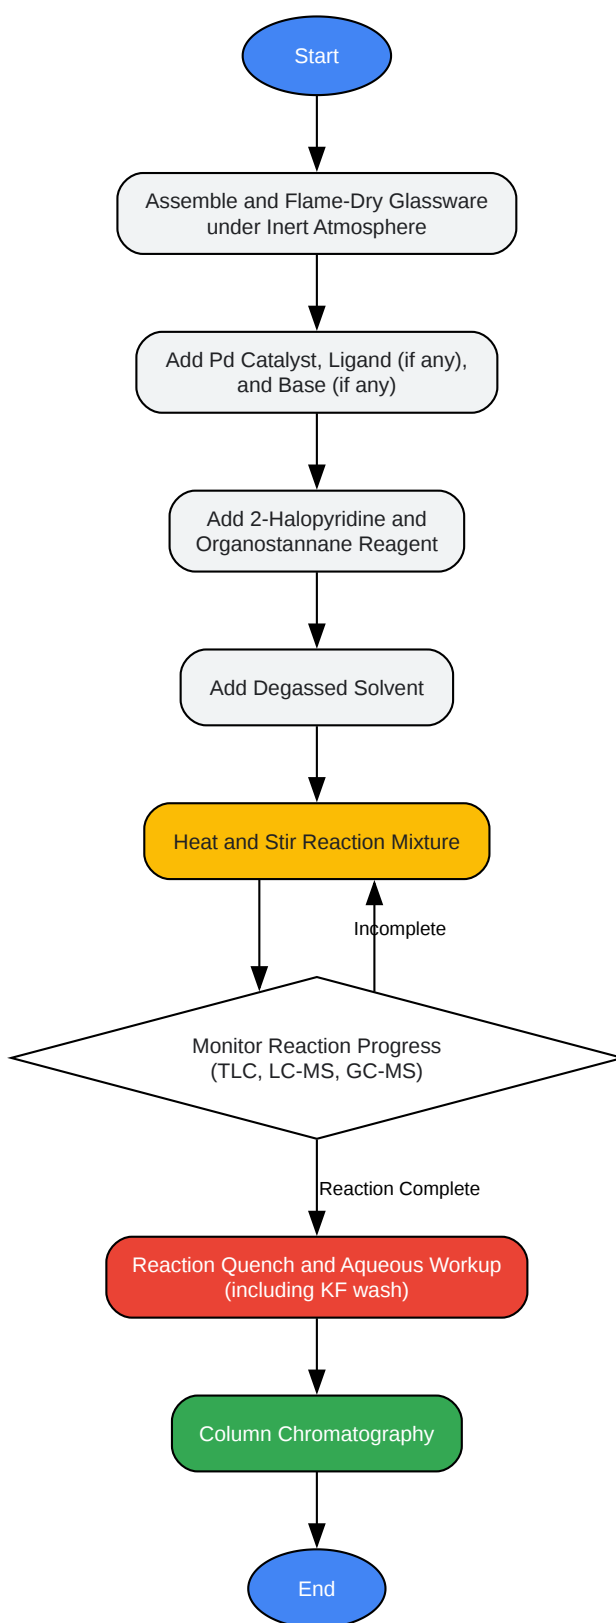 Start
Assemble and Flame-Dry Glassware
under Inert Atmosphere
Add Pd Catalyst, Ligand (if any),
and Base (if any)
Add 2-Halopyridine and
Organostannane Reagent
Add Degassed Solvent
Heat and Stir Reaction Mixture
Incomplete
Monitor Reaction Progress
(TLC, LC-MS, GC-MS)
Reaction Complete
Reaction Quench and Aqueous Workup
(including KF wash)
Column Chromatography
End